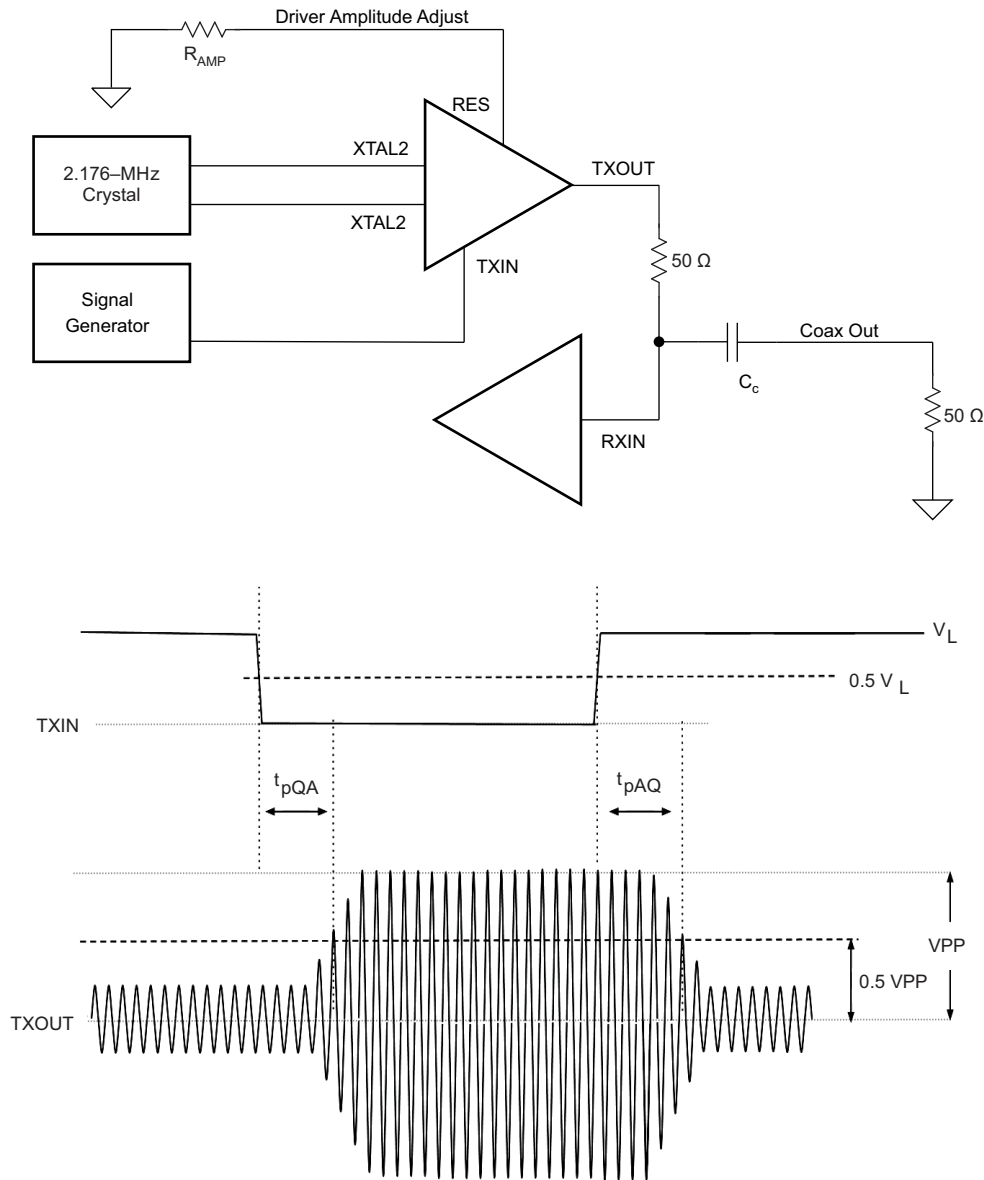 Driver Amplitude Adjust
R_AMP
RES
2.176–MHz
Crystal
XTAL2
XTAL2
TXOUT
50 Ω
TXIN
Signal
Generator
Coax Out
C_c
50 Ω
RXIN
V_L
0.5 V_L
TXIN
t_pQA
t_pAQ
VPP
0.5 VPP
TXOUT